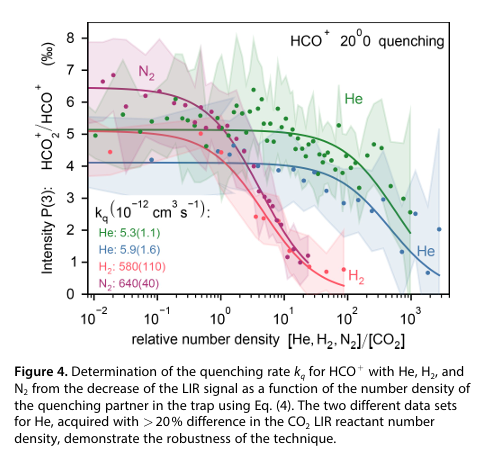 HCO⁺ 20⁰0 quenching
N₂
He
He
H₂
k_q (10⁻¹² cm³ s⁻¹):
He: 5.3(1.1)
He: 5.9(1.6)
H₂: 580(110)
N₂: 640(40)
Intensity P(3): HCO₂⁺/HCO⁺ (‰)
8
7
6
5
4
3
2
1
0
10⁻² 10⁻¹ 10⁰ 10¹ 10² 10³
relative number density [He, H₂, N₂]/[CO₂]
Figure 4. Determination of the quenching rate k_q for HCO⁺ with He, H₂, and
N₂ from the decrease of the LIR signal as a function of the number density of
the quenching partner in the trap using Eq. (4). The two different data sets
for He, acquired with >20% difference in the CO₂ LIR reactant number
density, demonstrate the robustness of the technique.